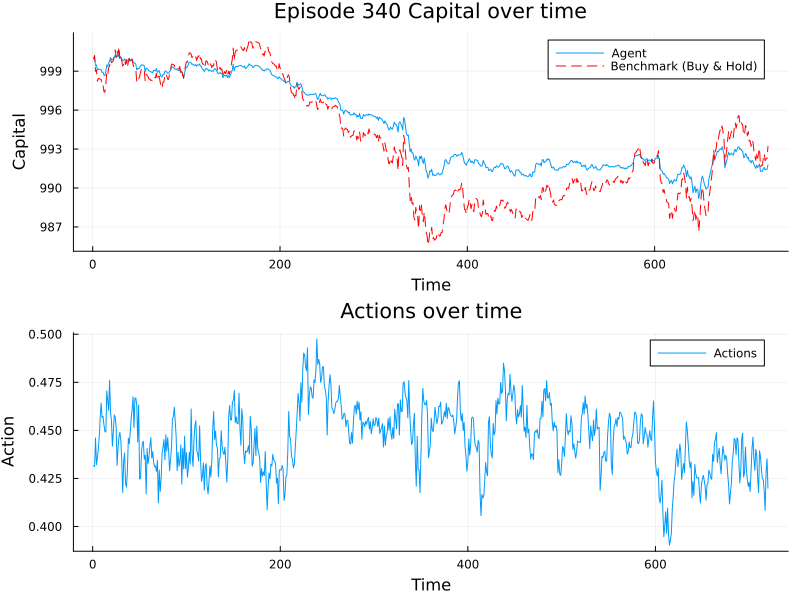 Episode 340 Capital over time
Agent
Benchmark (Buy & Hold)
999
996
993
990
987
Capital
0
200
400
600
Time
Actions over time
Actions
0.500
0.475
0.450
0.425
0.400
Action
0
200
400
600
Time